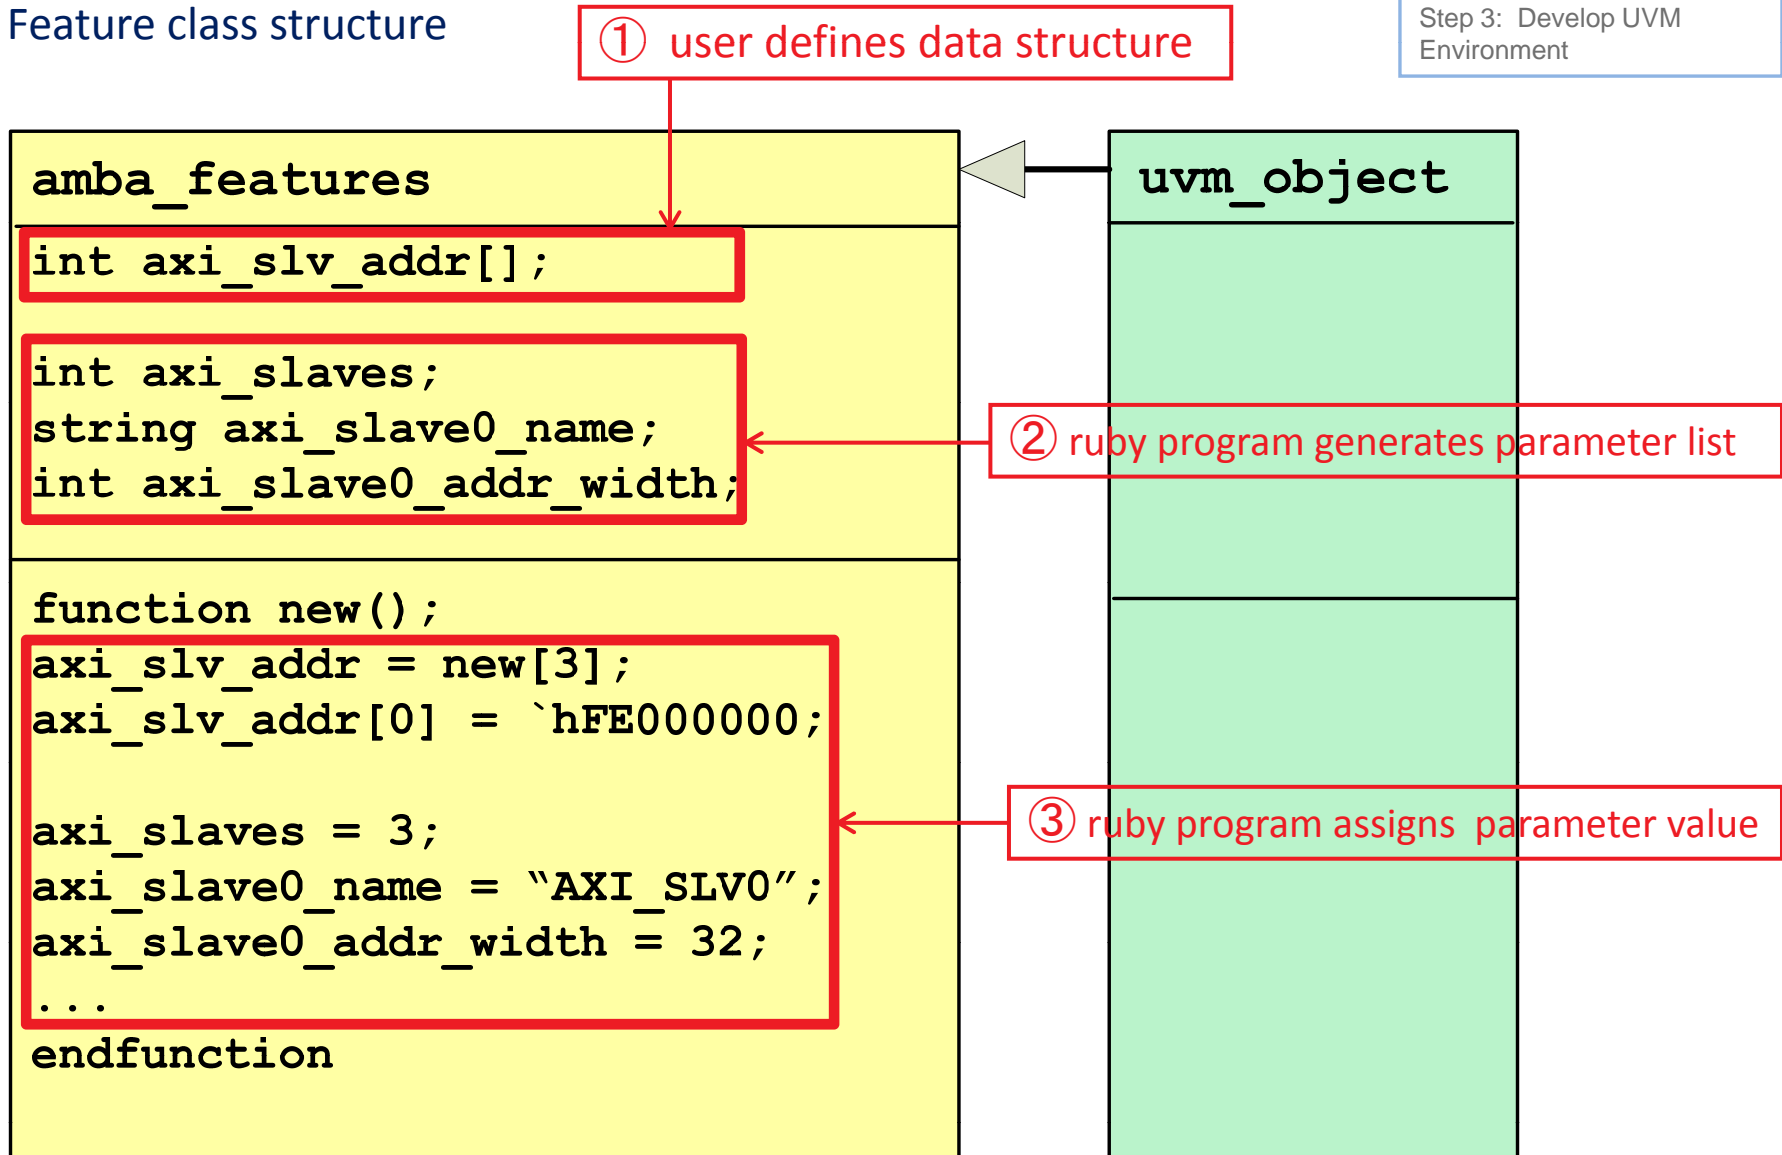 Feature class structure
① user defines data structure
Step 3: Develop UVM
Environment
amba_features
uvm_object
int axi_slv_addr[];
int axi_slaves;
string axi_slave0_name;
int axi_slave0_addr_width;
② ruby program generates parameter list
function new();
axi_slv_addr = new[3];
axi_slv_addr[0] = `hFE000000;
axi_slaves = 3;
axi_slave0_name = “AXI_SLV0”;
axi_slave0_addr_width = 32;
...
endfunction
③ ruby program assigns parameter value